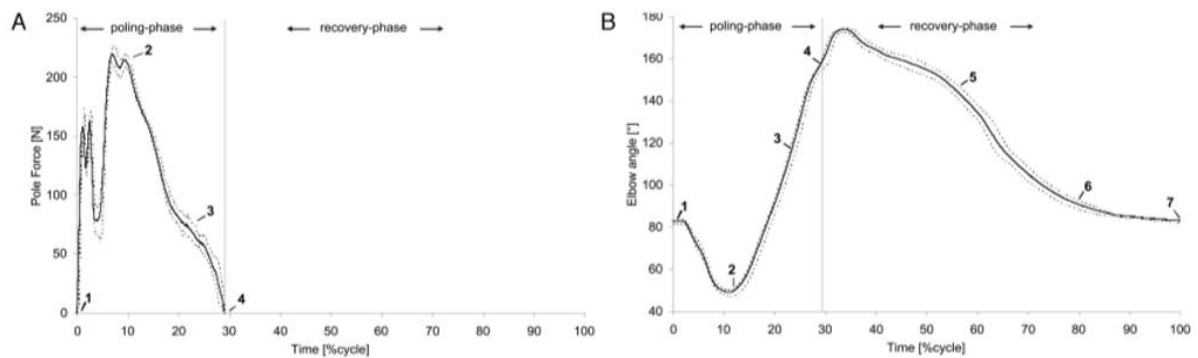 A
Pole Force [N]
250
200
150
100
50
0
poling-phase
recovery-phase
1
2
3
4
0 10 20 30 40 50 60 70 80 90 100
Time [%cycle]
B
Elbow angle [°]
180
160
140
120
100
80
60
40
poling-phase
recovery-phase
1
2
3
4
5
6
7
0 10 20 30 40 50 60 70 80 90 100
Time [%cycle]